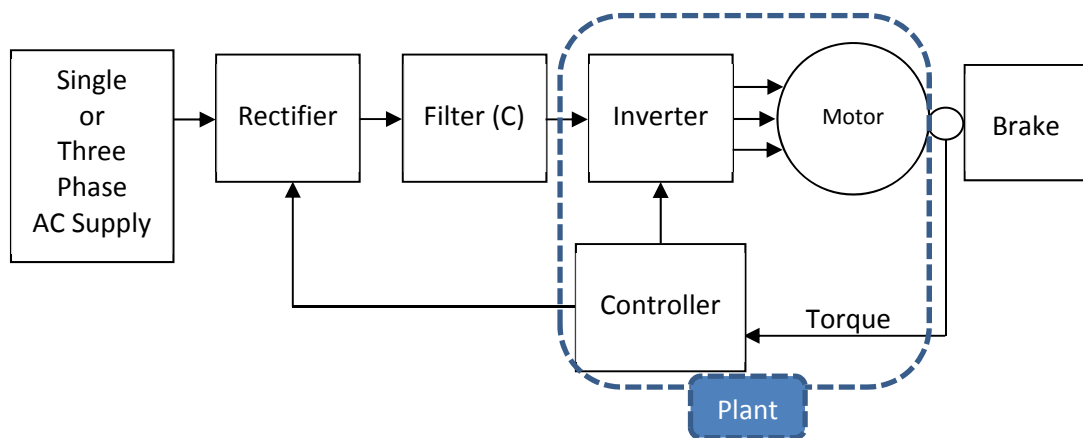 Single
or
Three
Phase
AC Supply
Rectifier
Filter (C)
Inverter
Motor
Brake
Controller
Torque
Plant